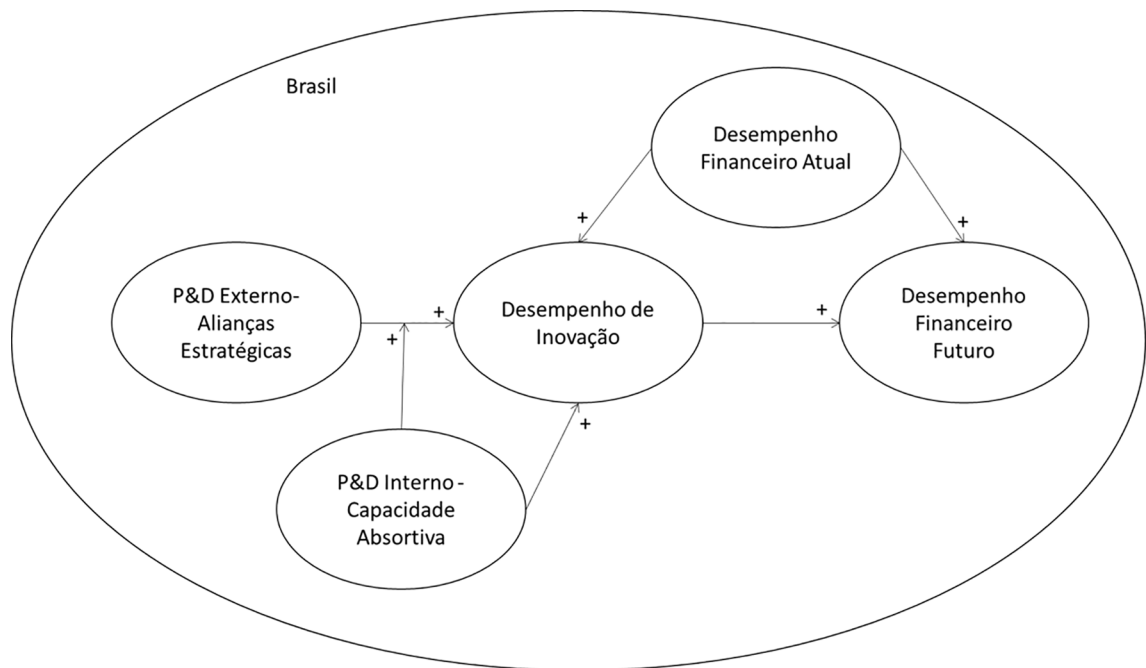 Brasil
Desempenho
Financeiro Atual
+
+
P&D Externo-
Alianças
Estratégicas
+
+
Desempenho de
Inovação
+
Desempenho
Financeiro
Futuro
+
P&D Interno -
Capacidade
Absortiva